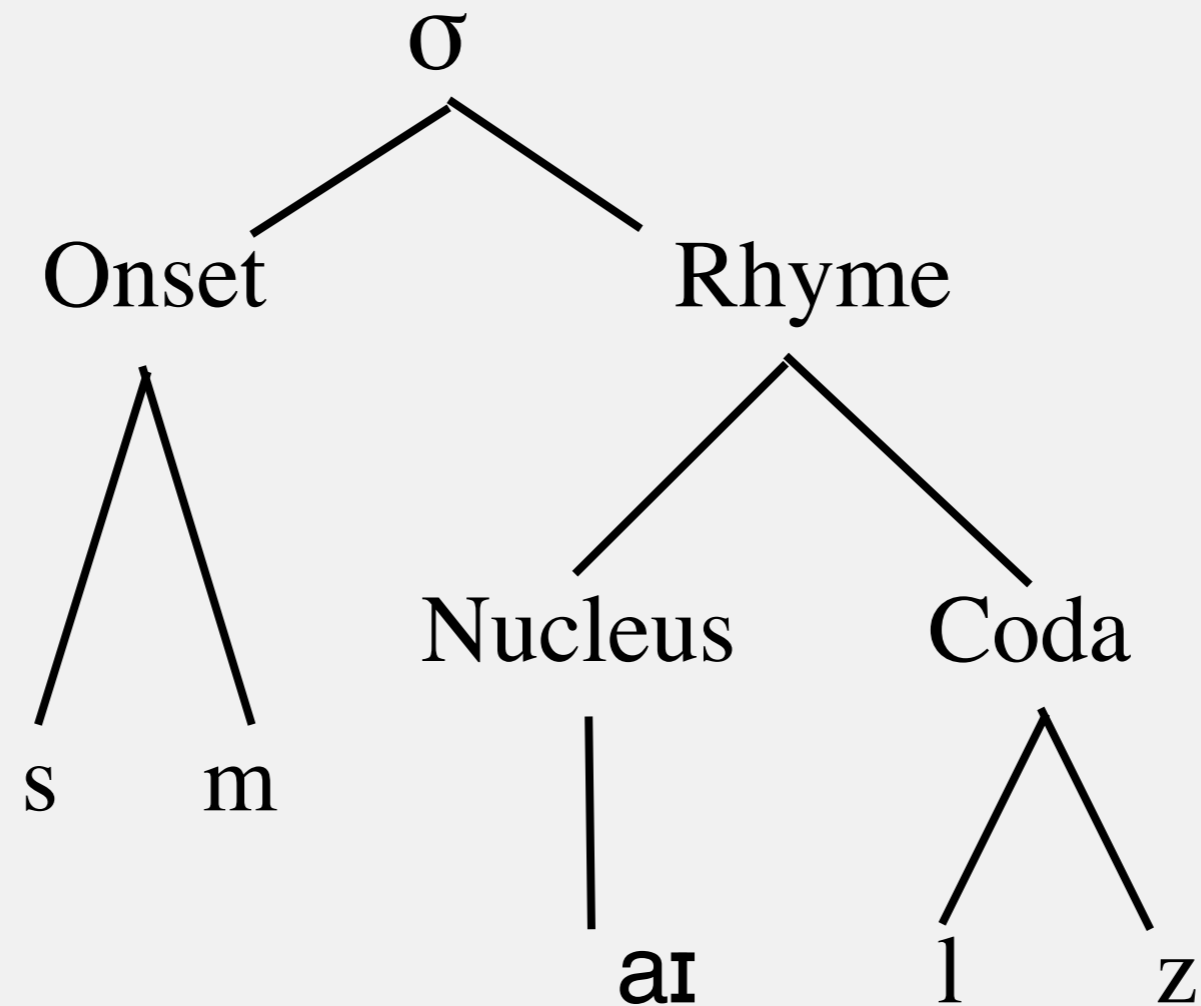 σ
Onset Rhyme
Nucleus Coda
s m
aɪ l z